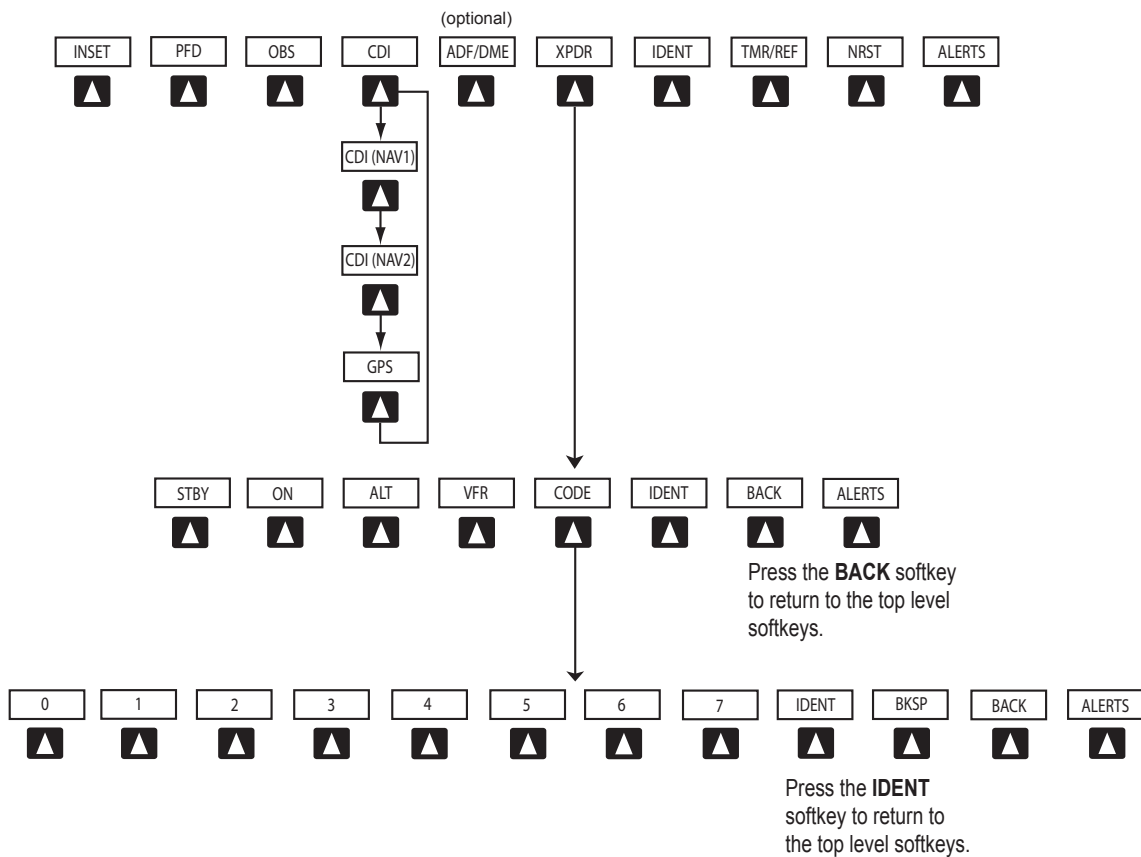 (optional)
INSET PFD OBS CDI ADF/DME XPDR IDENT TMR/REF NRST ALERTS
CDI (NAV1)
CDI (NAV2)
GPS
STBY ON ALT VFR CODE IDENT BACK ALERTS
Press the BACK softkey
to return to the top level
softkeys.
0 1 2 3 4 5 6 7 IDENT BKSP BACK ALERTS
Press the IDENT
softkey to return to
the top level softkeys.